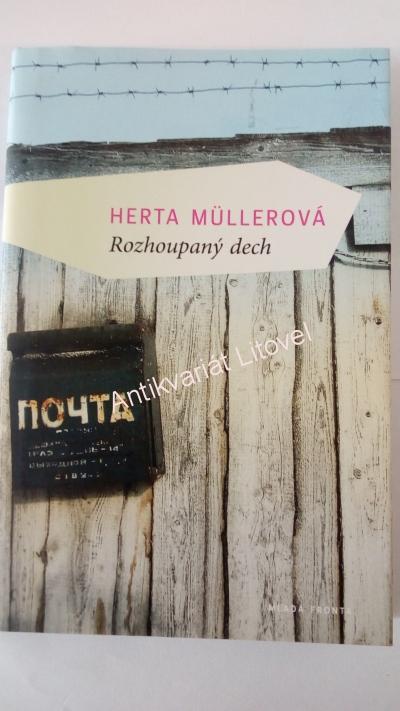 HERTA MÜLLEROVÁ
Rozhoupaný dech
Antikvariát Litovel
ПОЧТА
MLADÁ FRONTA